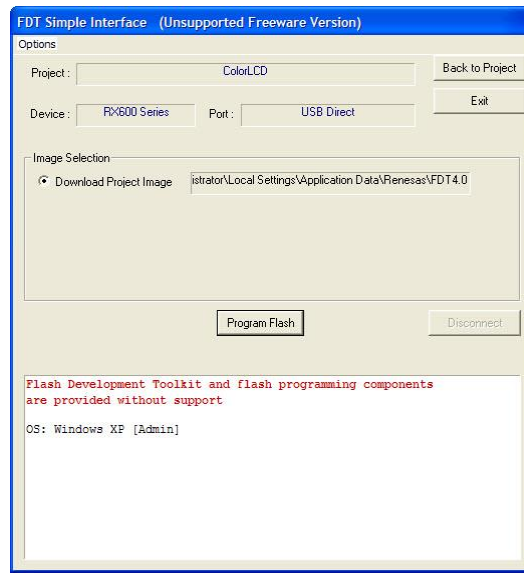 FDT Simple Interface (Unsupported Freeware Version)
Options
Project : ColorLCD Back to Project
Exit
Device : RX600 Series Port : USB Direct
Image Selection
Download Project Image istrator\Local Settings\Application Data\Renesas\FDT4.0
Program Flash Disconnect
Flash Development Toolkit and flash programming components
are provided without support
OS: Windows XP [Admin]